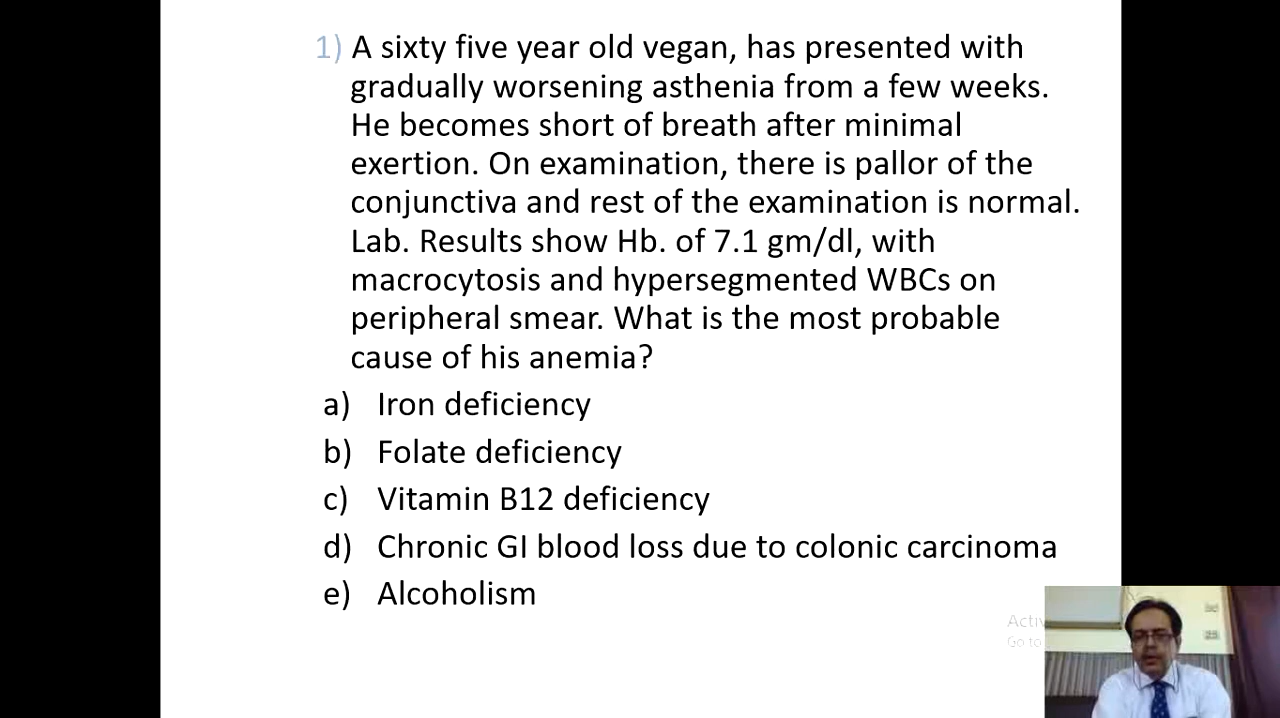 1) A sixty five year old vegan, has presented with
gradually worsening asthenia from a few weeks.
He becomes short of breath after minimal
exertion. On examination, there is pallor of the
conjunctiva and rest of the examination is normal.
Lab. Results show Hb. of 7.1 gm/dl, with
macrocytosis and hypersegmented WBCs on
peripheral smear. What is the most probable
cause of his anemia?
a) Iron deficiency
b) Folate deficiency
c) Vitamin B12 deficiency
d) Chronic GI blood loss due to colonic carcinoma
e) Alcoholism
Go to